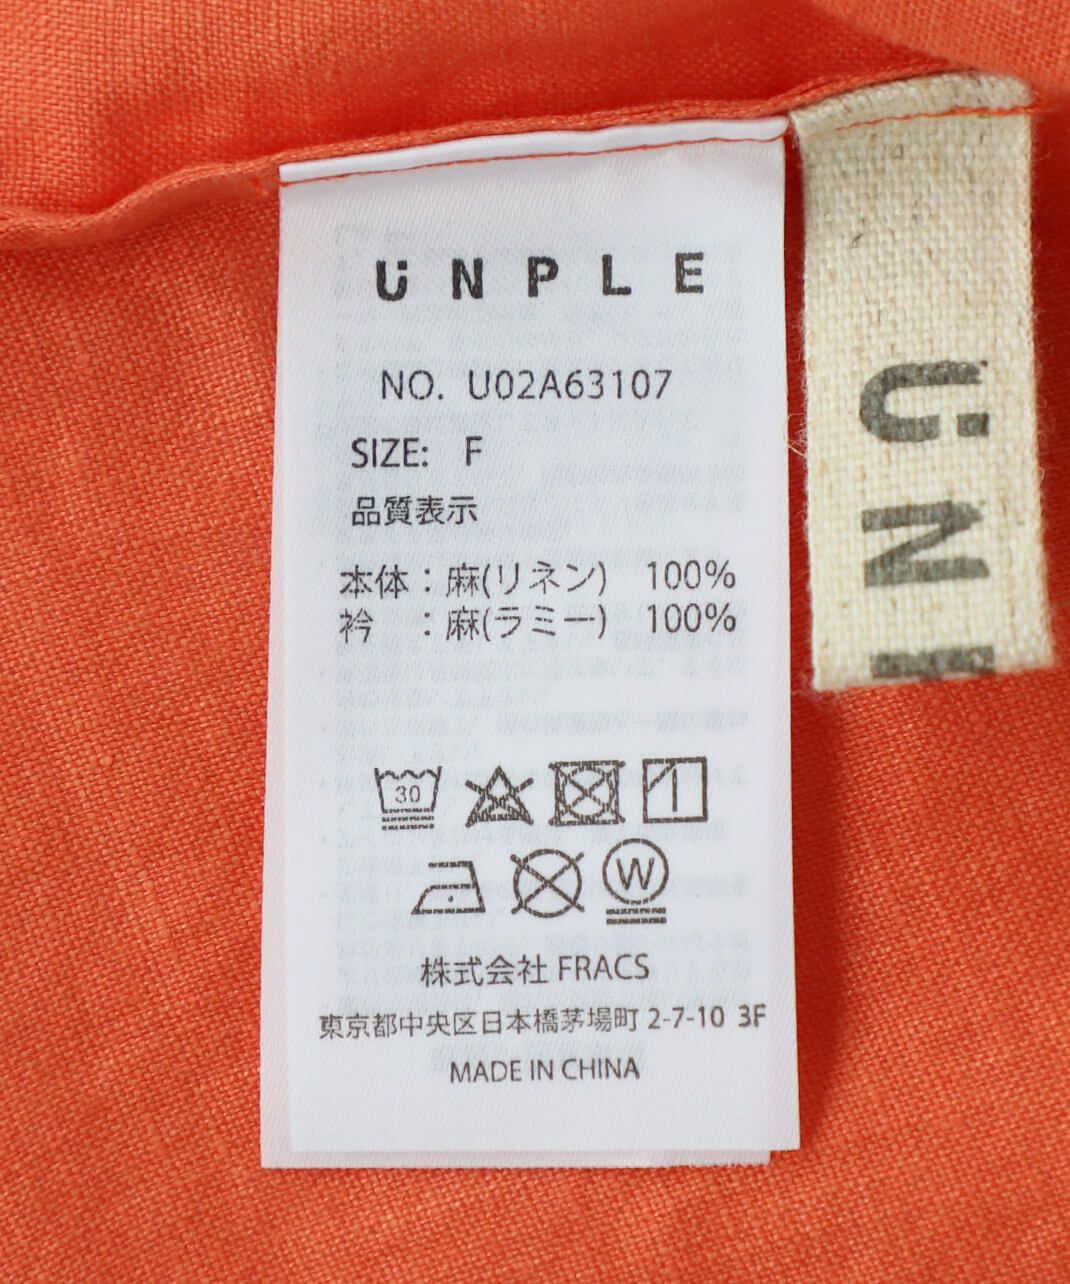 UNPLE
NO. U02A63107
SIZE: F
品質表示
本体：麻(リネン) 100%
衿 ：麻(ラミー) 100%
30
W
株式会社 FRACS
東京都中央区日本橋茅場町 2-7-10 3F
MADE IN CHINA
UN